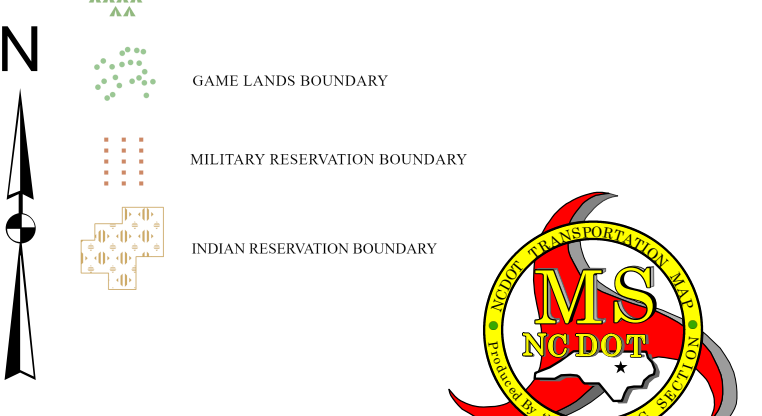 N
GAME LANDS BOUNDARY
MILITARY RESERVATION BOUNDARY
INDIAN RESERVATION BOUNDARY
NCDOT TRANSPORTATION MAP
MS
NC DOT
Produced By
SECTION